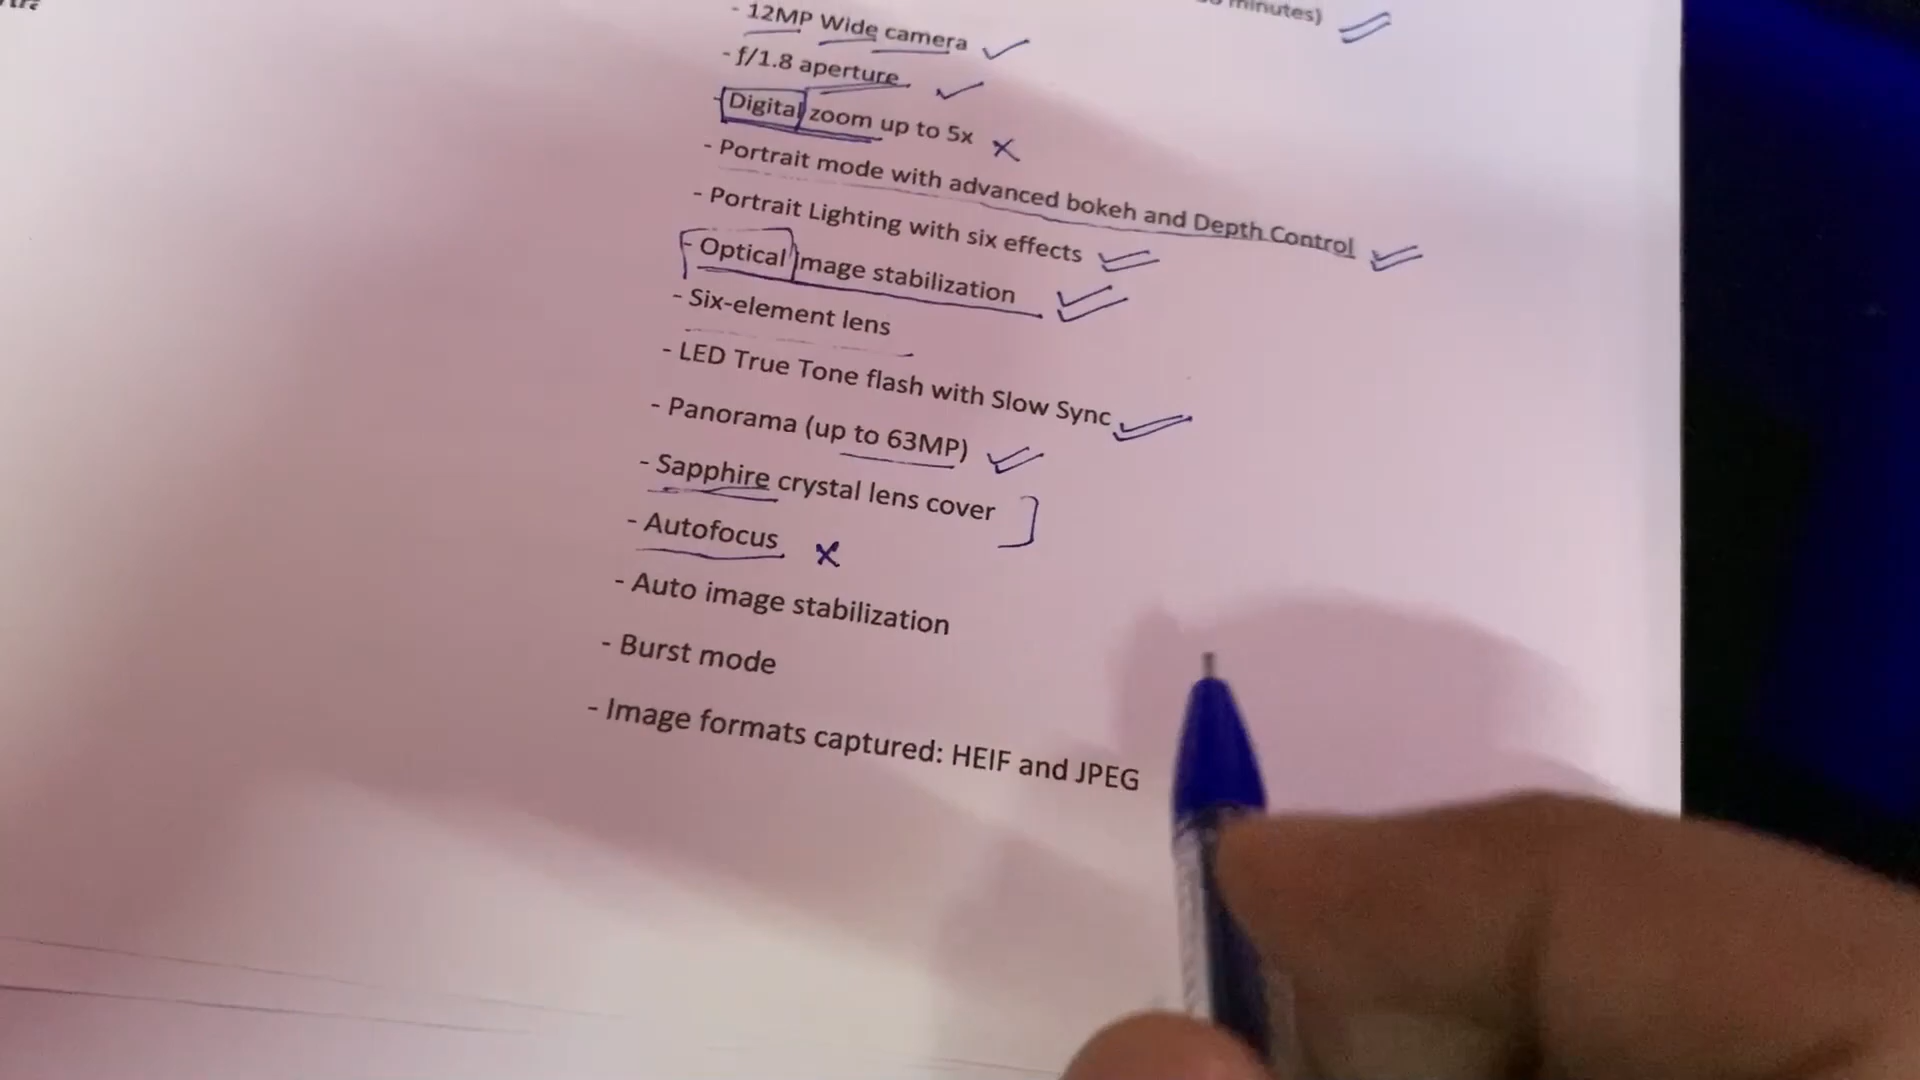 minutes)
- 12MP Wide camera
- ƒ/1.8 aperture
- Digital zoom up to 5x
- Portrait mode with advanced bokeh and Depth Control
- Portrait Lighting with six effects
- Optical image stabilization
- Six-element lens
- LED True Tone flash with Slow Sync
- Panorama (up to 63MP)
- Sapphire crystal lens cover
- Autofocus
- Auto image stabilization
- Burst mode
- Image formats captured: HEIF and JPEG